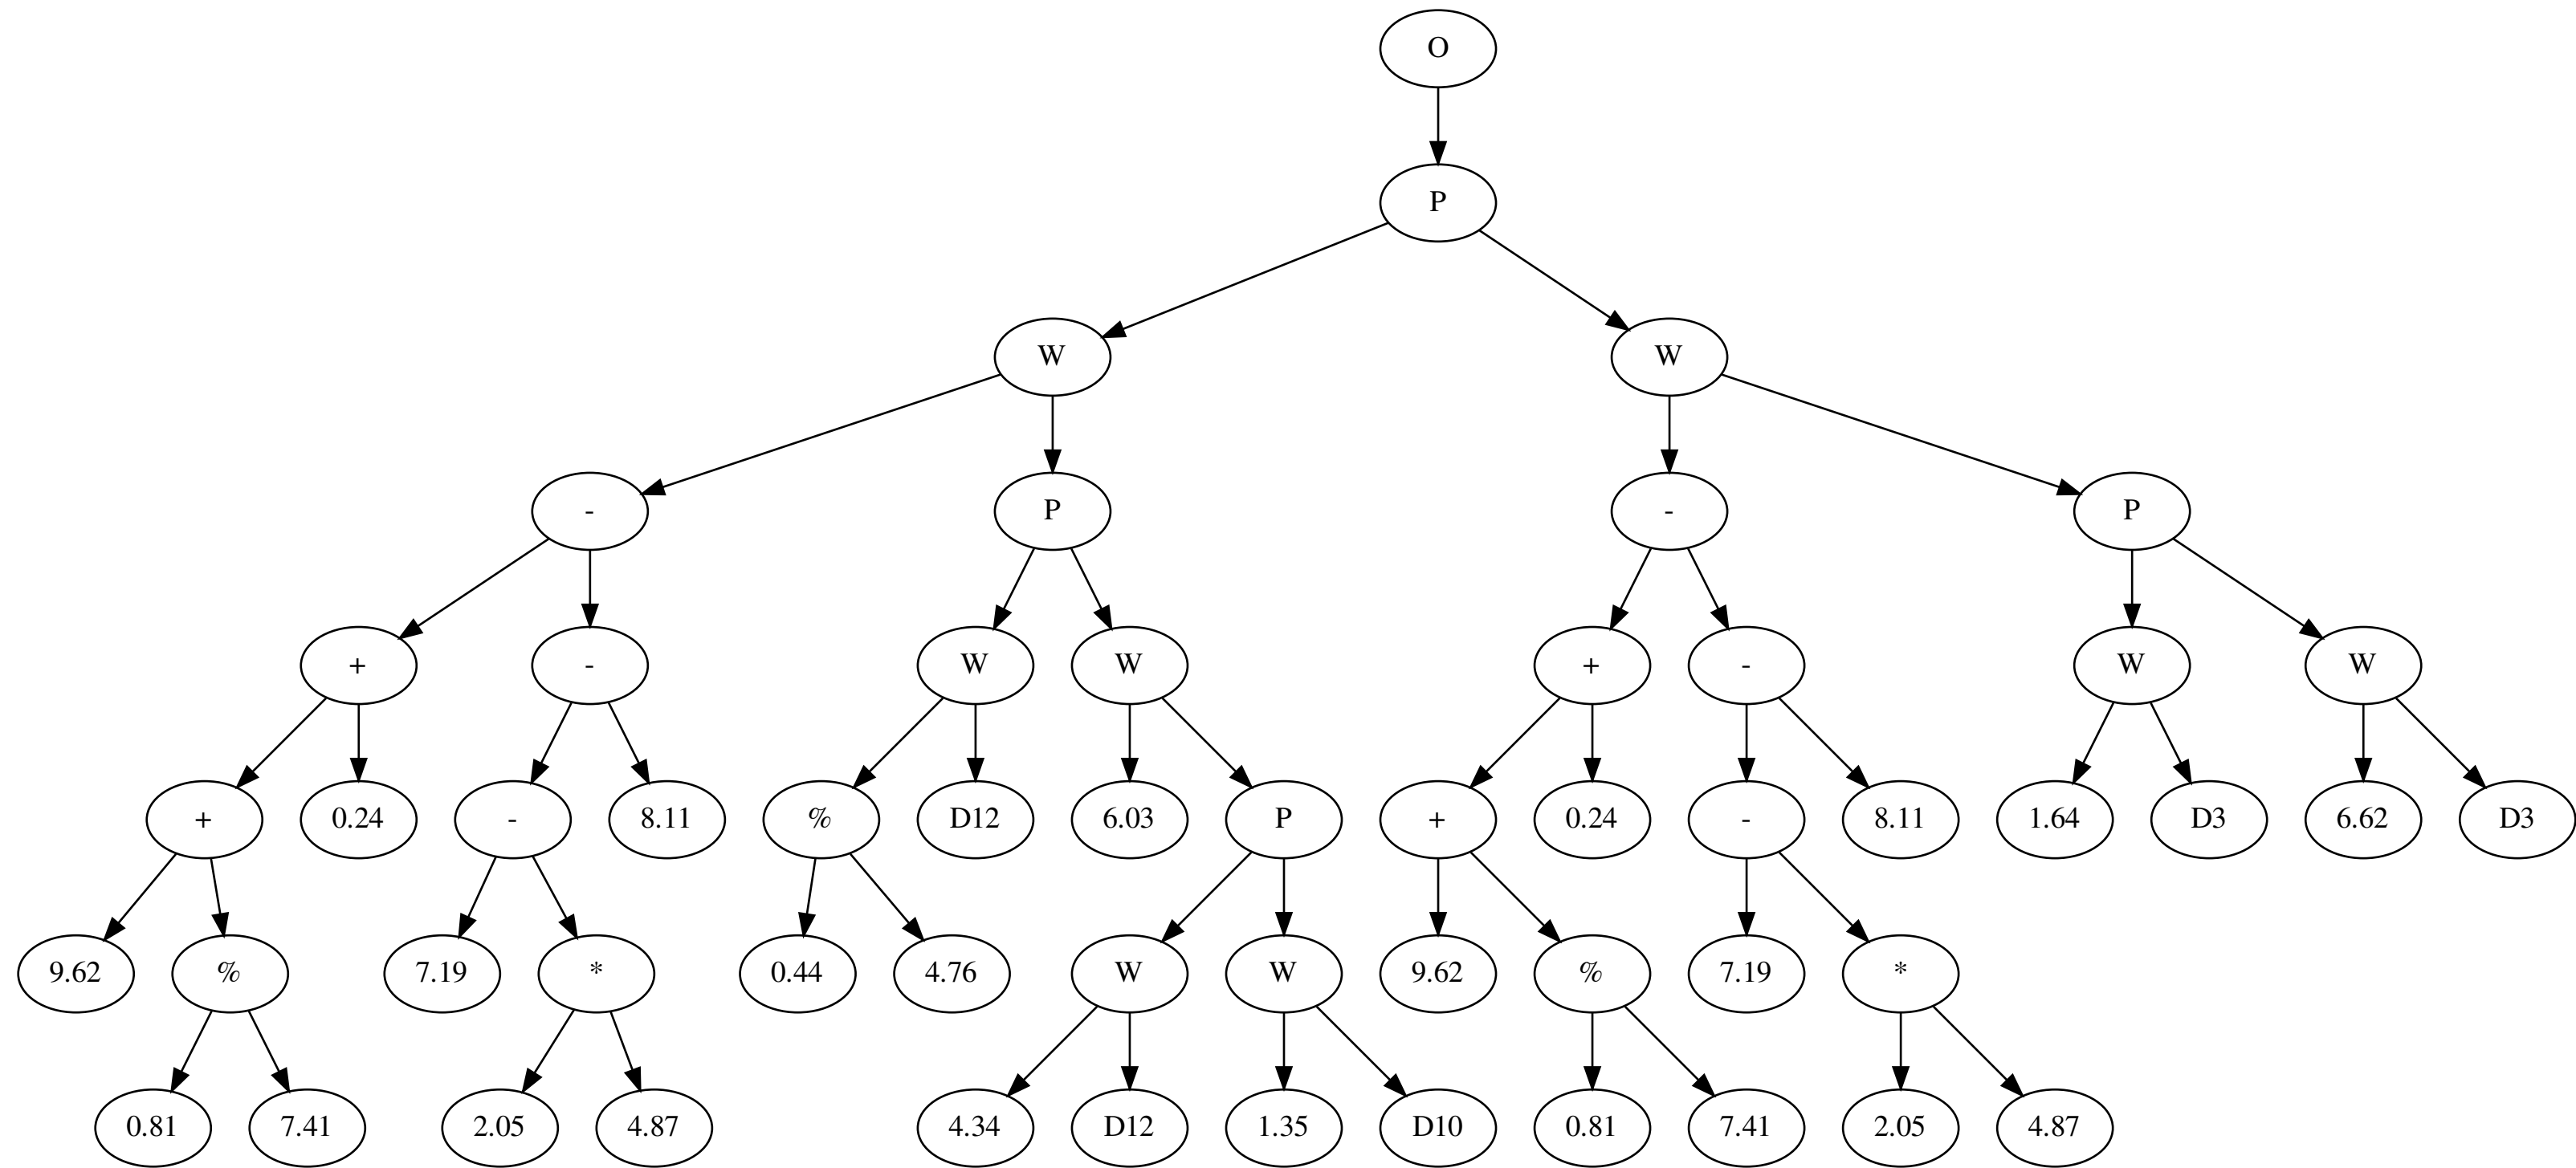 O
P
W W
- P - P
+ - W W + - W W
+ 0.24 - 8.11 % D12 6.03 P + 0.24 - 8.11 1.64 D3 6.62 D3
9.62 % 7.19 * 0.44 4.76 W W 9.62 % 7.19 *
0.81 7.41 2.05 4.87 4.34 D12 1.35 D10 0.81 7.41 2.05 4.87